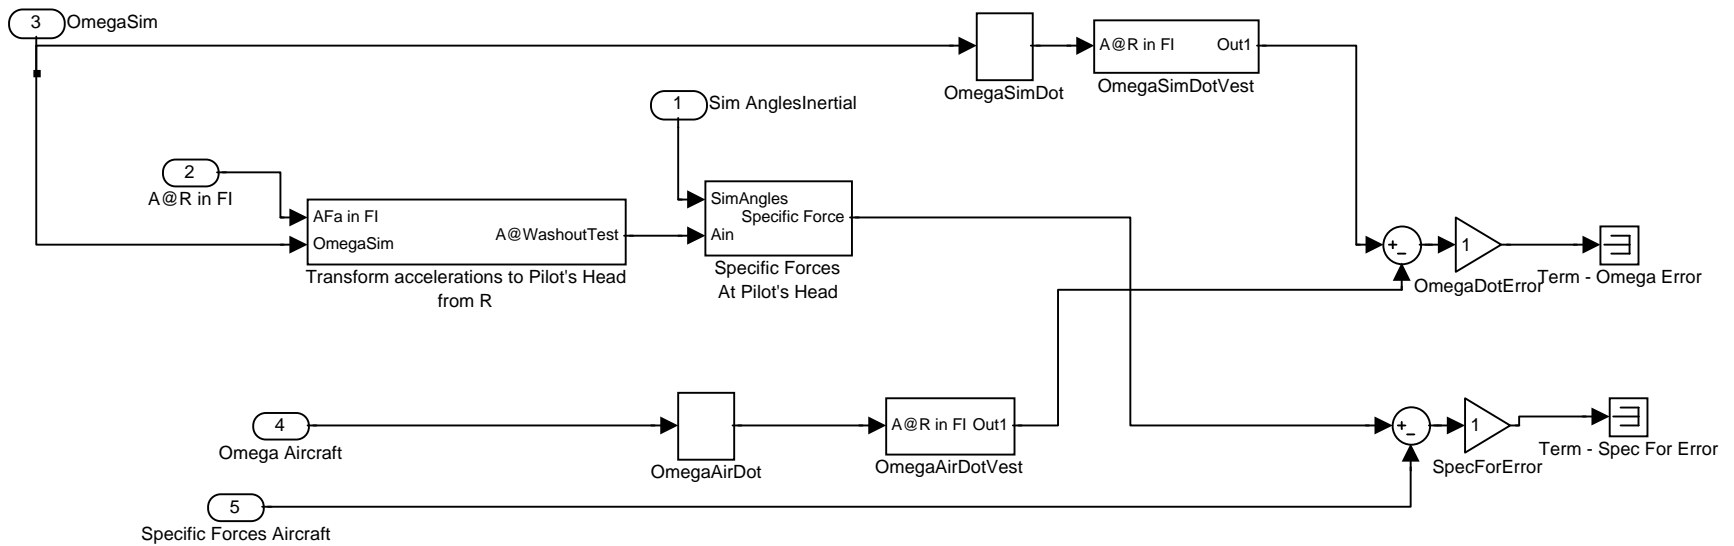 3
OmegaSim
OmegaSimDot
A@R in FI
Out1
OmegaSimDotVest
1
Sim AnglesInertial
2
A@R in FI
AFa in FI
OmegaSim
A@WashoutTest
Transform accelerations to Pilot's Head
from R
SimAngles
Specific Force
Ain
Specific Forces
At Pilot's Head
+
−
1
OmegaDotError
Term - Omega Error
4
Omega Aircraft
OmegaAirDot
A@R in FI
Out1
OmegaAirDotVest
+
−
1
SpecForError
Term - Spec For Error
5
Specific Forces Aircraft